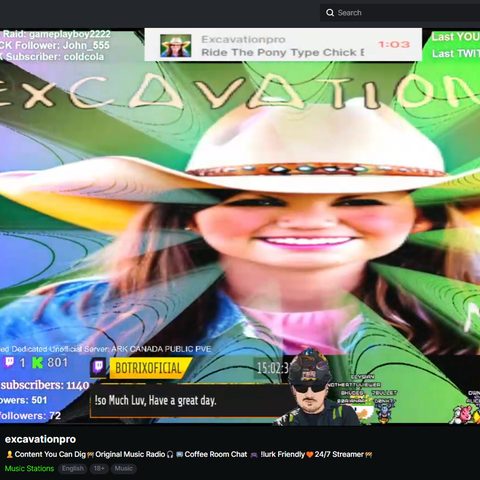 Search
Raid: gameplayboy2222
CK Follower: John_555
K Subscriber: coldcola
Excavationpro
Ride The Pony Type Chick B
1:03
Last YOU
Last TWIT
EXCAVATION
ed Dedicated Unofficial Server: ARK CANADA PUBLIC PVE
1 801
BOTRIXOFICIAL
15:02:3
subscribers: 1140
owers: 501
followers: 72
!so Much Luv, Have a great day.
ELYSIAN
excavationpro
Content You Can Dig Original Music Radio Coffee Room Chat !lurk Friendly 24/7 Streamer
Music Stations English 18+ Music